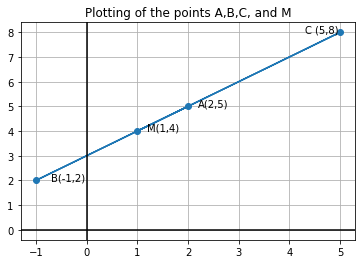 Plotting of the points A,B,C, and M
8
7
6
5
4
3
2
1
0
C (5,8)
A(2,5)
M(1,4)
B(-1,2)
−1 0 1 2 3 4 5